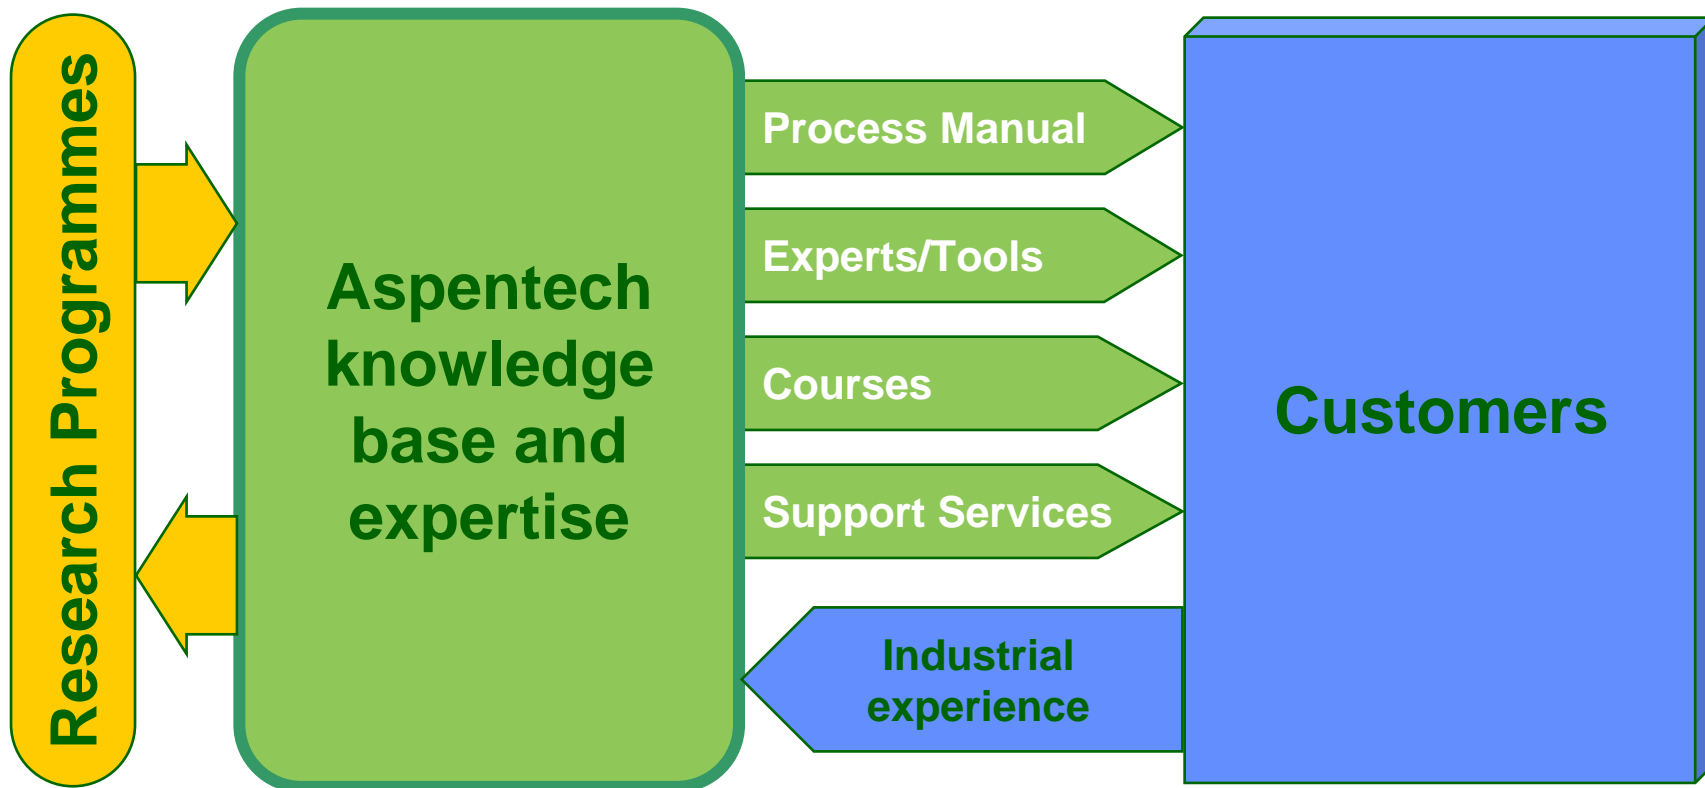 Research Programmes
Aspentech
knowledge
base and
expertise
Process Manual
Experts/Tools
Courses
Support Services
Industrial
experience
Customers